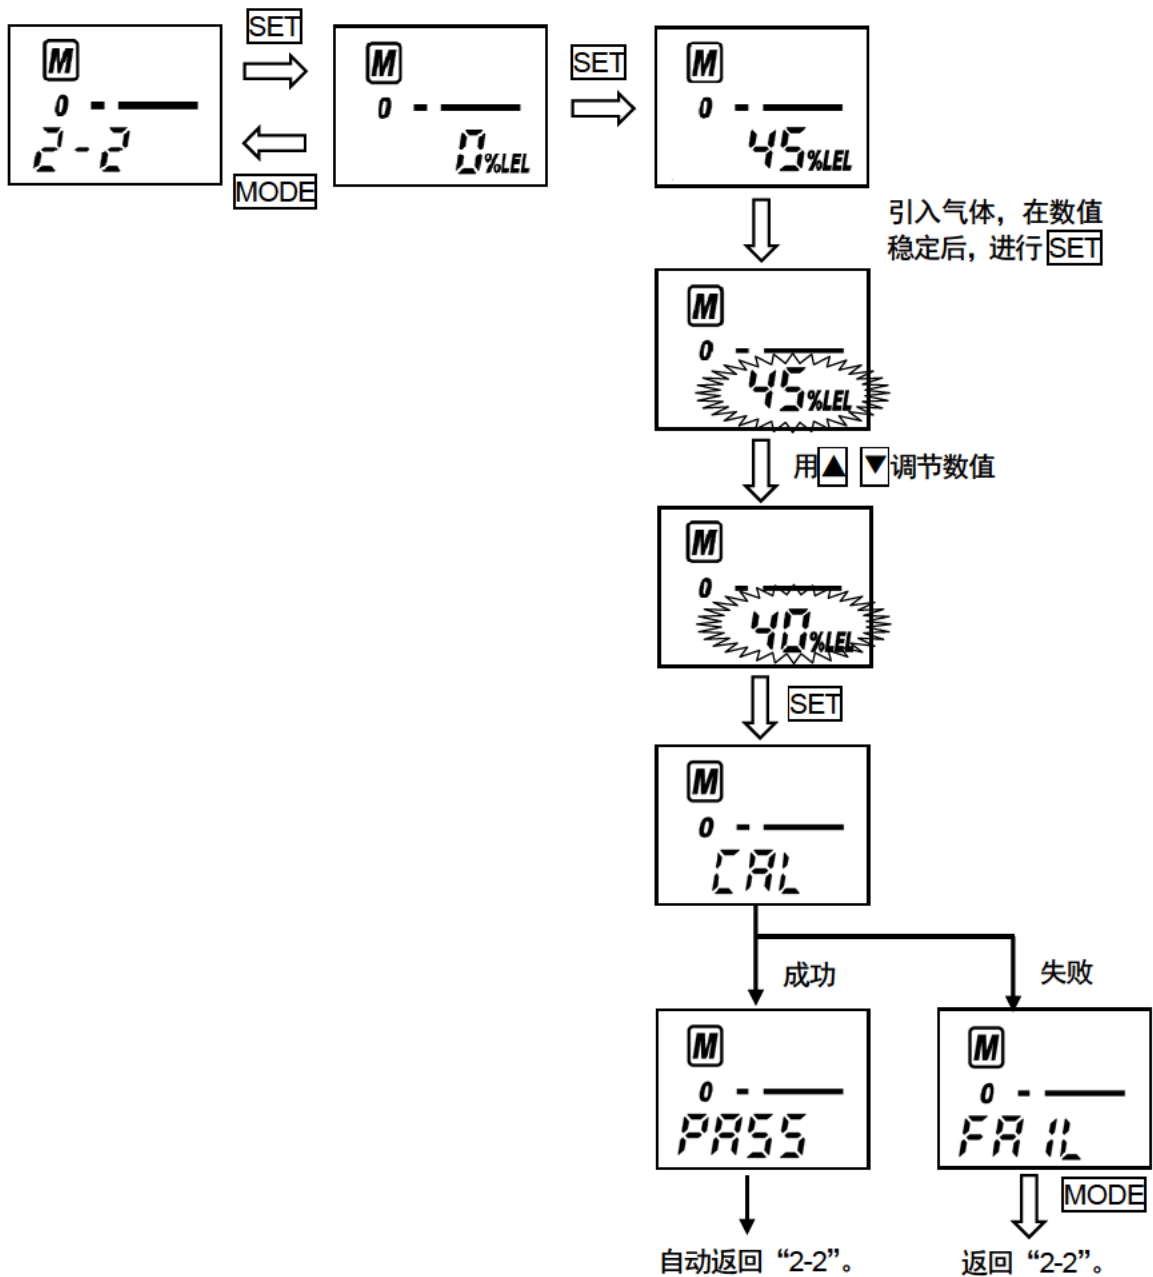 SET
M
0
2-2
MODE
M
0
0%LEL
SET
M
0
45%LEL
引入气体，在数值
稳定后，进行SET
M
0
45%LEL
用▲ ▼调节数值
M
0
40%LEL
SET
M
0
CAL
成功
失败
M
0
PASS
M
0
FAIL
MODE
自动返回“2-2”。
返回“2-2”。